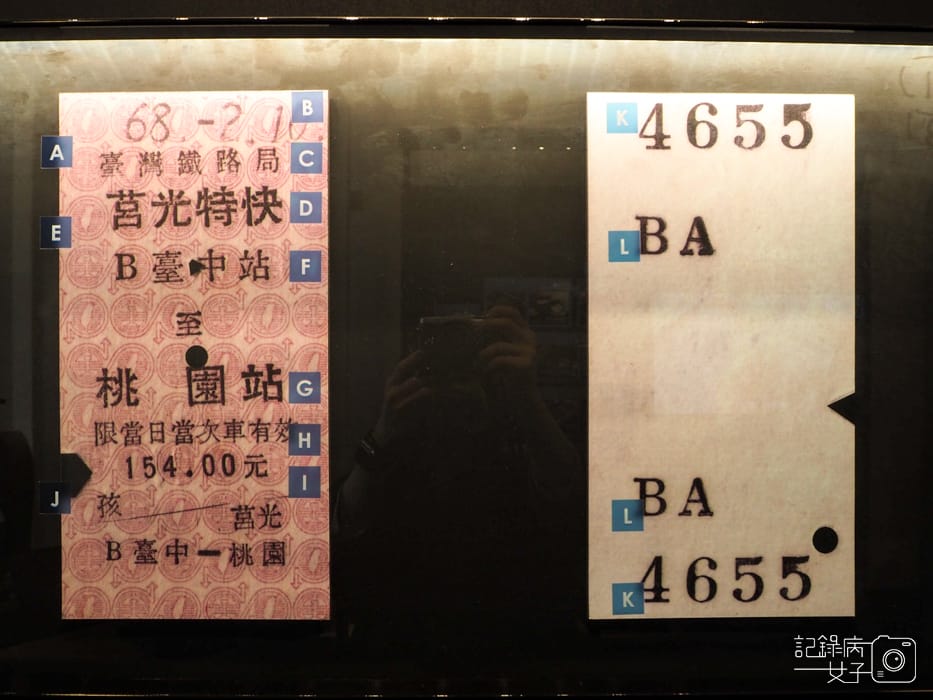 68.-2.10.
B
A
臺灣鐵路局
C
莒光特快
D
E
B臺中站
F
至
桃園站
G
限當日當次車有效
H
154.00元
I
J
孩 莒光
B臺中－桃園
K
4655
L
BA
L
BA
K
4655
記錄病
女子